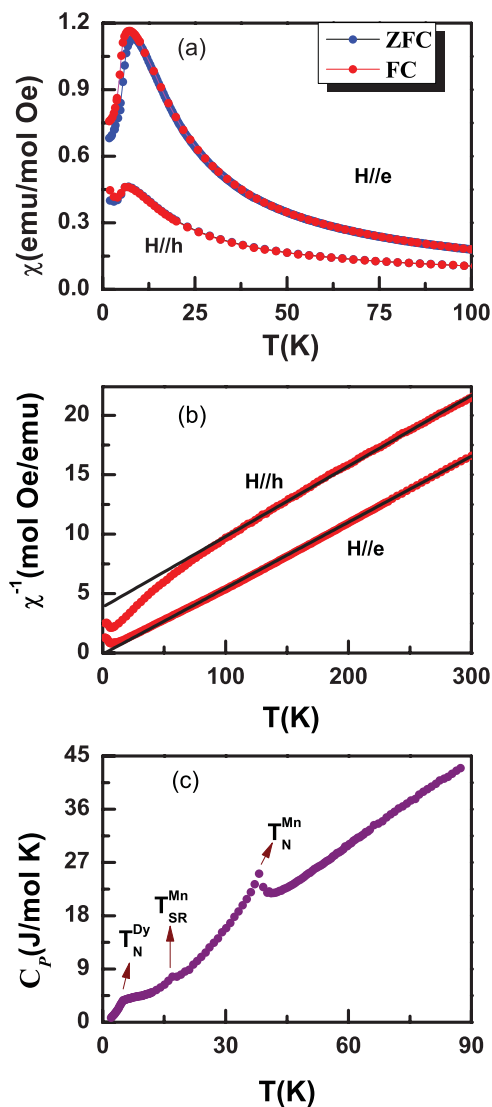 (a)
ZFC
FC
H//e
H//h
1.2
0.9
0.6
0.3
0.0
χ(emu/mol Oe)
0 25 50 75 100
T(K)
(b)
H//h
H//e
20
15
10
5
0
χ⁻¹(mol Oe/emu)
0 100 200 300
T(K)
(c)
T_N^Mn
T_SR^Mn
T_N^Dy
45
36
27
18
9
0
C_P(J/mol K)
0 30 60 90
T(K)